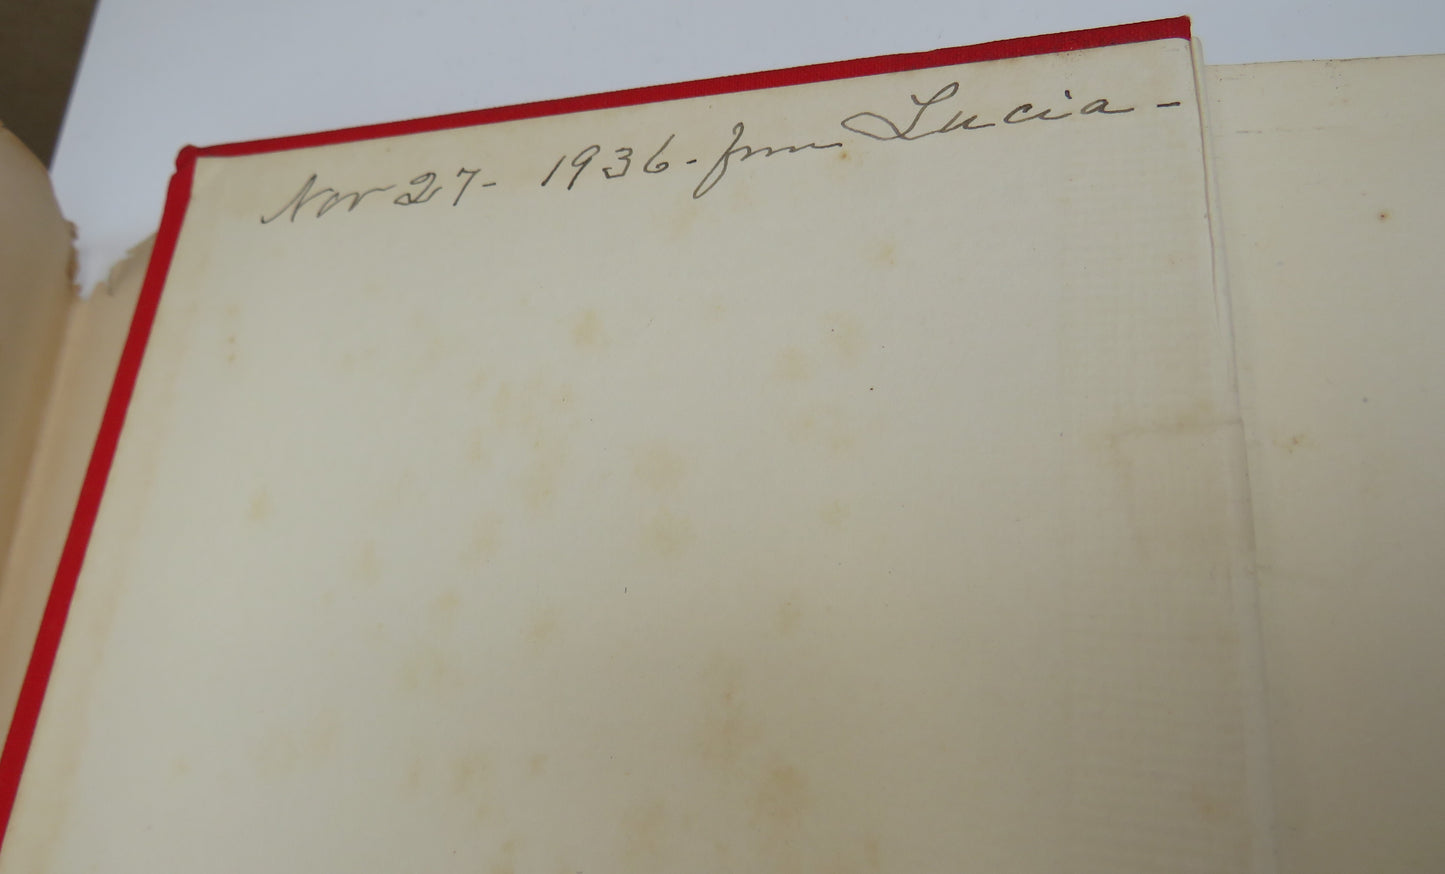 Nov 27- 1936- from Lucia-